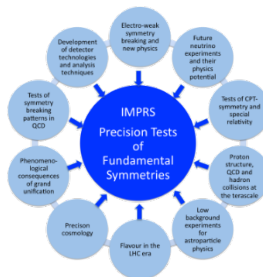 Electro-weak
symmetry
breaking and
new physics
Future
neutrino
experiments
and their
physics
potential
Tests of CPT-
symmetry and
special
relativity
Proton
structure,
QCD and
hadron
collisions at
the terascale
Low
background
experiments
for
astroparticle
physics
Flavour in the
LHC era
Precison
cosmology
Phenomeno-
logical
consequences
of grand
unification
Tests of
symmetry
breaking
patterns in
QCD
Development
of detector
technologies
and analysis
techniques
IMPRS
Precision Tests
of
Fundamental
Symmetries